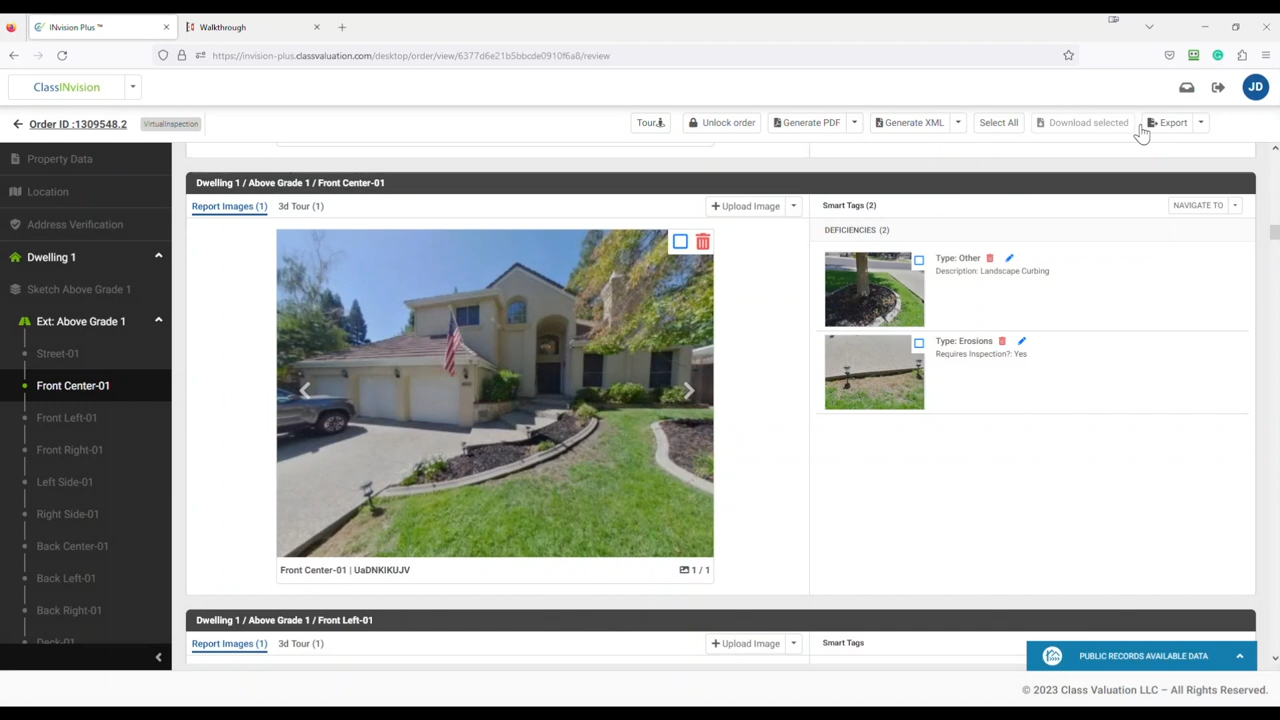 INvision Plus ™
Walkthrough
https://invision-plus.classvaluation.com/desktop/order/view/6377d6e21b5bbcde0910f6a8/review
ClassINvision
JD
Order ID :1309548.2
VirtualInspection
Tour
Unlock order
Generate PDF
Generate XML
Select All
Download selected
Export
Property Data
Location
Address Verification
Dwelling 1
Sketch Above Grade 1
Ext: Above Grade 1
Street-01
Front Center-01
Front Left-01
Front Right-01
Left Side-01
Right Side-01
Back Center-01
Back Left-01
Back Right-01
Deck-01
Dwelling 1 / Above Grade 1 / Front Center-01
Report Images (1)
3d Tour (1)
Upload Image
Smart Tags (2)
NAVIGATE TO
DEFICIENCIES (2)
Type: Other
Description: Landscape Curbing
Type: Erosions
Requires Inspection?: Yes
Front Center-01 | UaDNKIKUJV
1 / 1
Dwelling 1 / Above Grade 1 / Front Left-01
Report Images (1)
3d Tour (1)
Upload Image
Smart Tags
PUBLIC RECORDS AVAILABLE DATA
© 2023 Class Valuation LLC – All Rights Reserved.